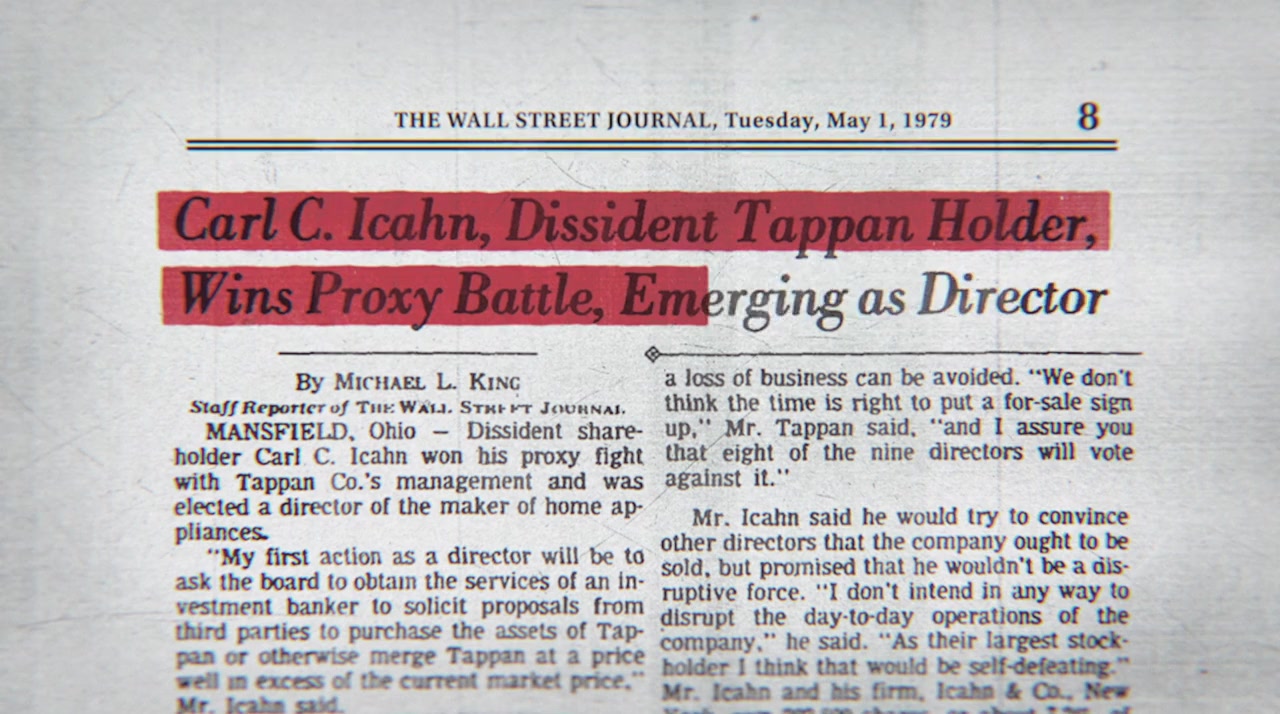 THE WALL STREET JOURNAL, Tuesday, May 1, 1979
8
Carl C. Icahn, Dissident Tappan Holder,
Wins Proxy Battle, Emerging as Director
By MICHAEL L. KING
Staff Reporter of THE WALL STREET JOURNAL
MANSFIELD, Ohio — Dissident share-
holder Carl C. Icahn won his proxy fight
with Tappan Co.'s management and was
elected a director of the maker of home ap-
pliances.
"My first action as a director will be to
ask the board to obtain the services of an in-
vestment banker to solicit proposals from
third parties to purchase the assets of Tap-
pan or otherwise merge Tappan at a price
well in excess of the current market price."
Mr. Icahn said.
a loss of business can be avoided. "We don't
think the time is right to put a for-sale sign
up," Mr. Tappan said, "and I assure you
that eight of the nine directors will vote
against it."
Mr. Icahn said he would try to convince
other directors that the company ought to be
sold, but promised that he wouldn't be a dis-
ruptive force. "I don't intend in any way to
disrupt the day-to-day operations of the
company," he said. "As their largest stock-
holder I think that would be self-defeating."
Mr. Icahn and his firm, Icahn & Co., New